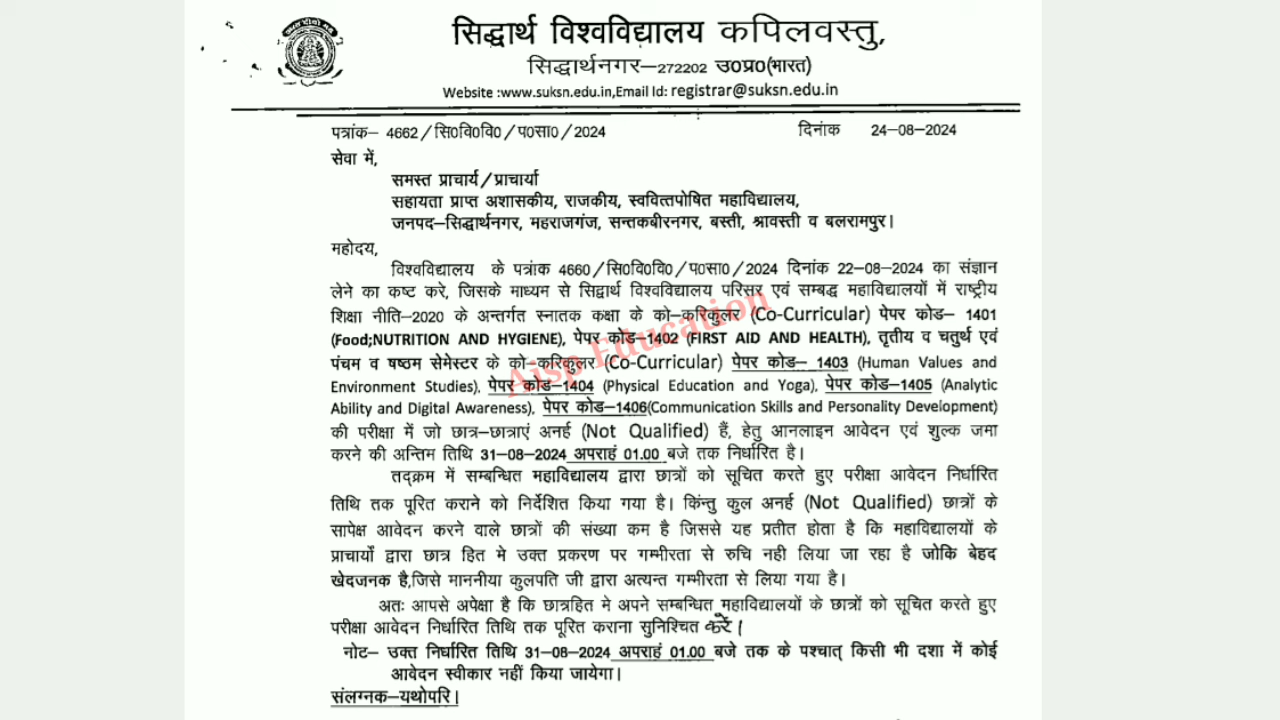 सिद्धार्थ विश्वविद्यालय कपिलवस्तु,
सिद्धार्थनगर–272202 उ0प्र0(भारत)
Website :www.suksn.edu.in,Email Id: registrar@suksn.edu.in
पत्रांक– 4662/सि0वि0वि0/प0सा0/2024 दिनांक 24–08–2024
सेवा में,
समस्त प्राचार्य/प्राचार्या
सहायता प्राप्त अशासकीय, राजकीय, स्ववित्तपोषित महाविद्यालय,
जनपद–सिद्धार्थनगर, महराजगंज, सन्तकबीरनगर, बस्ती, श्रावस्ती व बलरामपुर।
महोदय,
विश्वविद्यालय के पत्रांक 4660/सि0वि0वि0/प0सा0/2024 दिनांक 22–08–2024 का संज्ञान
लेने का कष्ट करे, जिसके माध्यम से सिद्वार्थ विश्वविद्यालय परिसर एवं सम्बद्ध महाविद्यालयों में राष्ट्रीय
शिक्षा नीति–2020 के अन्तर्गत स्नातक कक्षा के को–करिकुलर (Co-Curricular) पेपर कोड– 1401
(Food;NUTRITION AND HYGIENE), पेपर कोड–1402 (FIRST AID AND HEALTH), तृतीय व चतुर्थ एवं
पंचम व षष्ठम सेमेस्टर के को–करिकुलर (Co-Curricular) पेपर कोड– 1403 (Human Values and
Environment Studies), पेपर कोड–1404 (Physical Education and Yoga), पेपर कोड–1405 (Analytic
Ability and Digital Awareness), पेपर कोड–1406(Communication Skills and Personality Development)
की परीक्षा में जो छात्र–छात्राएं अनर्ह (Not Qualified) हैं, हेतु आनलाइन आवेदन एवं शुल्क जमा
करने की अन्तिम तिथि 31–08–2024 अपराहं 01.00 बजे तक निर्धारित है।
तद्क्रम में सम्बन्धित महाविद्यालय द्वारा छात्रों को सूचित करते हुए परीक्षा आवेदन निर्धारित
तिथि तक पूरित कराने को निर्देशित किया गया है। किंन्तु कुल अनर्ह (Not Qualified) छात्रों के
सापेक्ष आवेदन करने वाले छात्रों की संख्या कम है जिससे यह प्रतीत होता है कि महाविद्यालयों के
प्राचार्यों द्वारा छात्र हित मे उक्त प्रकरण पर गम्भीरता से रुचि नही लिया जा रहा है जोकि बेहद
खेदजनक है,जिसे माननीया कुलपति जी द्वारा अत्यन्त गम्भीरता से लिया गया है।
अतः आपसे अपेक्षा है कि छात्रहित मे अपने सम्बन्धित महाविद्यालयों के छात्रों को सूचित करते हुए
परीक्षा आवेदन निर्धारित तिथि तक पूरित कराना सुनिश्चित करें।
नोट– उक्त निर्धारित तिथि 31–08–2024 अपराहं 01.00 बजे तक के पश्चात् किसी भी दशा में कोई
आवेदन स्वीकार नहीं किया जायेगा।
संलग्नक–यथोपरि।
Aisp Education